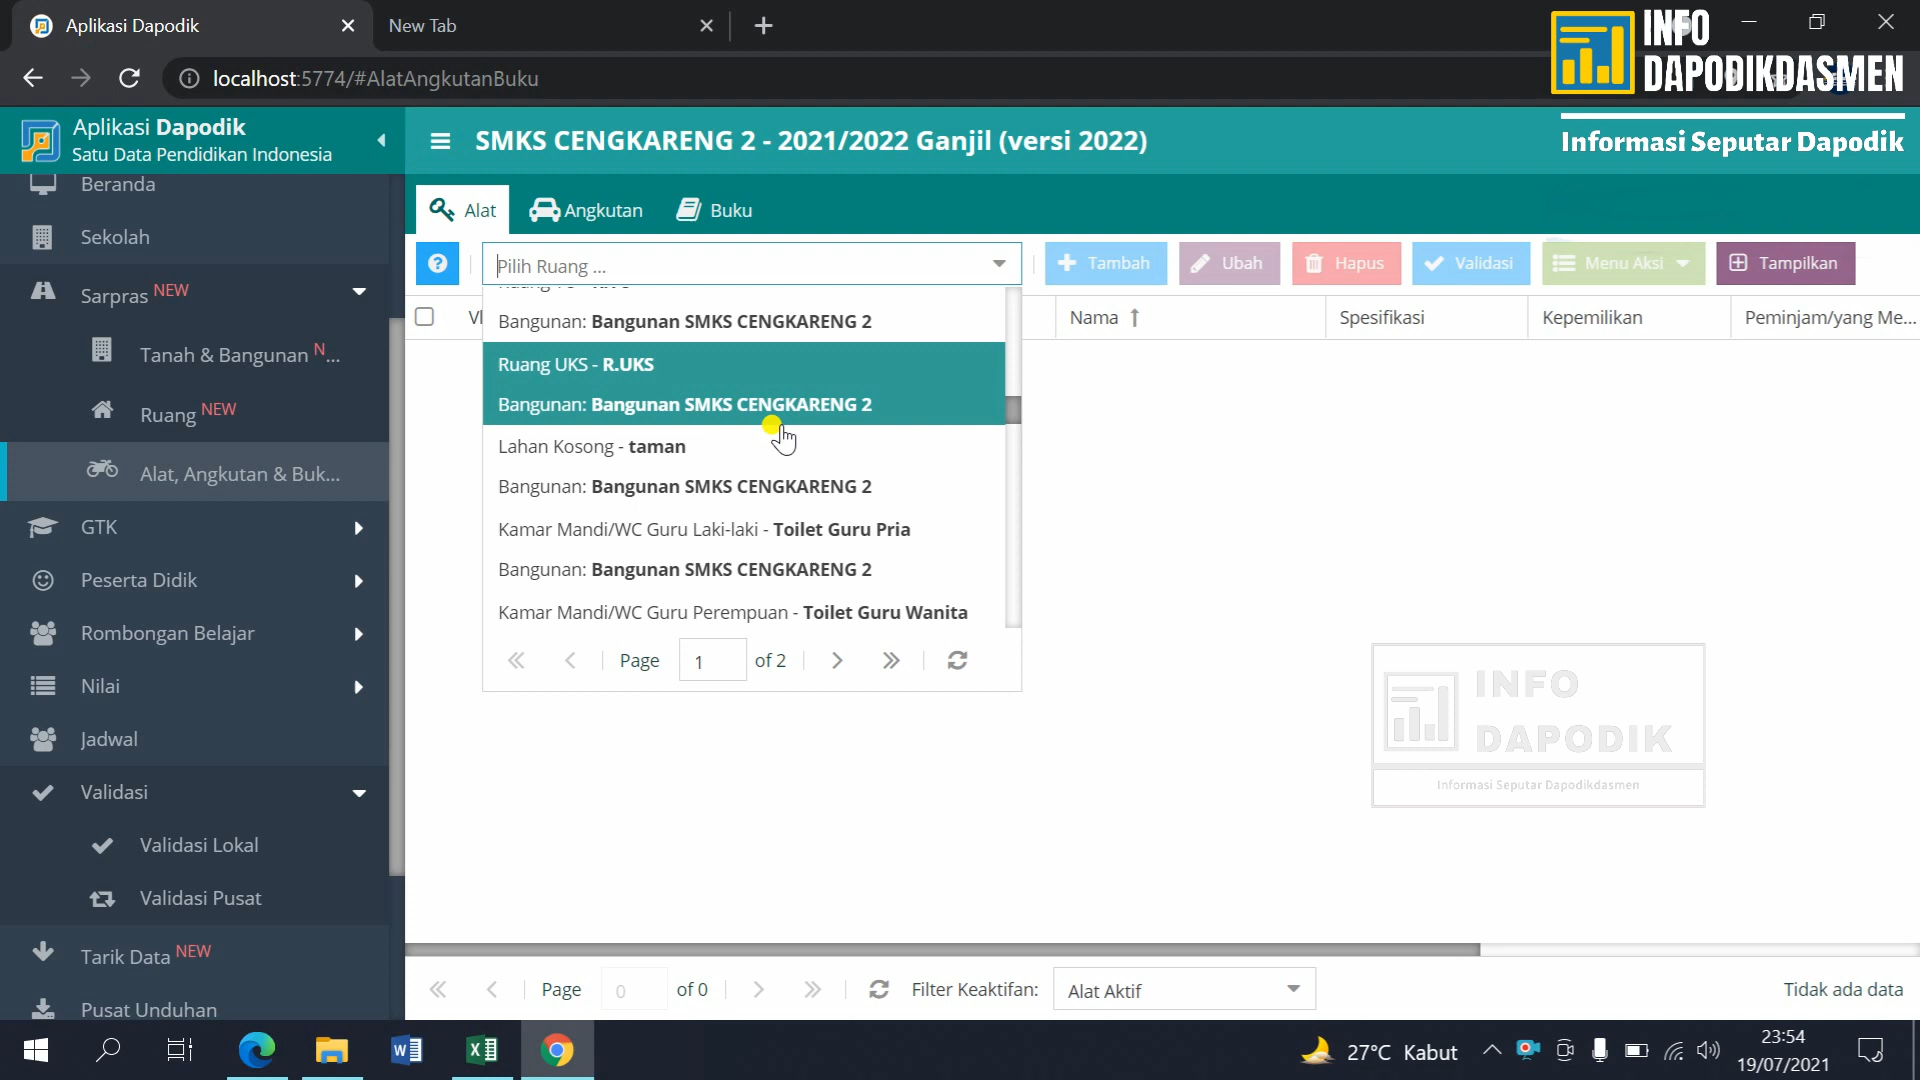 Aplikasi Dapodik
New Tab
localhost:5774/#AlatAngkutanBuku
INFO
DAPODIKDASMEN
Informasi Seputar Dapodik
Aplikasi Dapodik
Satu Data Pendidikan Indonesia
SMKS CENGKARENG 2 - 2021/2022 Ganjil (versi 2022)
Beranda
Sekolah
Sarpras NEW
Tanah & Bangunan N...
Ruang NEW
Alat, Angkutan & Buk...
GTK
Peserta Didik
Rombongan Belajar
Nilai
Jadwal
Validasi
Validasi Lokal
Validasi Pusat
Tarik Data NEW
Pusat Unduhan
Alat
Angkutan
Buku
Pilih Ruang ...
Tambah
Ubah
Hapus
Validasi
Menu Aksi
Tampilkan
Nama
Spesifikasi
Kepemilikan
Peminjam/yang Me...
Bangunan: Bangunan SMKS CENGKARENG 2
Ruang UKS - R.UKS
Bangunan: Bangunan SMKS CENGKARENG 2
Lahan Kosong - taman
Bangunan: Bangunan SMKS CENGKARENG 2
Kamar Mandi/WC Guru Laki-laki - Toilet Guru Pria
Bangunan: Bangunan SMKS CENGKARENG 2
Kamar Mandi/WC Guru Perempuan - Toilet Guru Wanita
Page 1 of 2
INFO
DAPODIK
Informasi Seputar Dapodikdasmen
Page 0 of 0
Filter Keaktifan:
Alat Aktif
Tidak ada data
27°C Kabut
23:54
19/07/2021